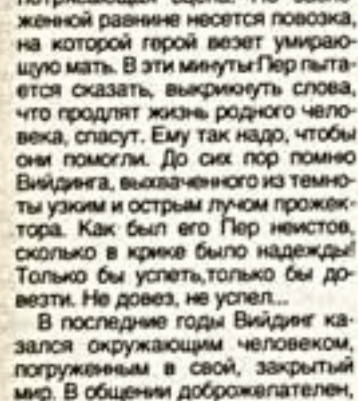 потрясающая сцена. По
женной равнине несется повозка,
на которой герой везет умираю-
щую мать. В эти минуты Пер пыта-
ется сказать, выкрикнуть слова,
что продлят жизнь родного чело-
века, спасут. Ему так надо, чтобы
они помогли. До сих пор помню
Вийдинга, выхваченного из темно-
ты узким и острым лучом прожек-
тора. Как был его Пер неистов,
сколько в крике было надежды!
Только бы успеть,только бы до-
везти. Не довез, не успел...
В последние годы Вийдинг ка-
зался окружающим человеком,
погруженным в свой, закрытый
мир. В общении доброжелателен,